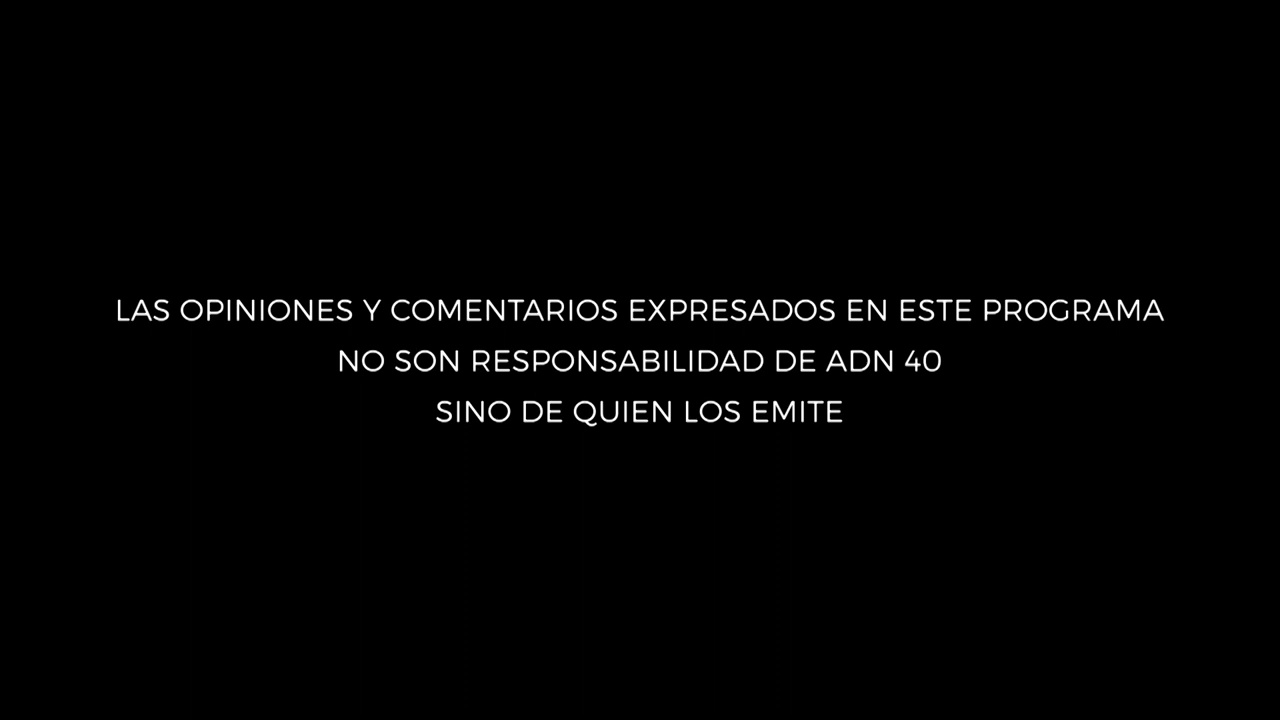 LAS OPINIONES Y COMENTARIOS EXPRESADOS EN ESTE PROGRAMA
NO SON RESPONSABILIDAD DE ADN 40
SINO DE QUIEN LOS EMITE